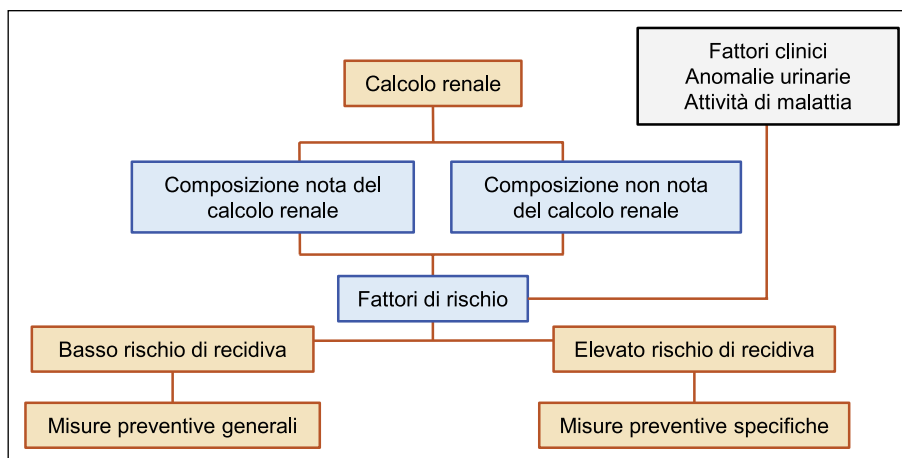 Fattori clinici
Anomalie urinarie
Attività di malattia
Calcolo renale
Composizione nota del
calcolo renale
Composizione non nota
del calcolo renale
Fattori di rischio
Basso rischio di recidiva
Elevato rischio di recidiva
Misure preventive generali
Misure preventive specifiche